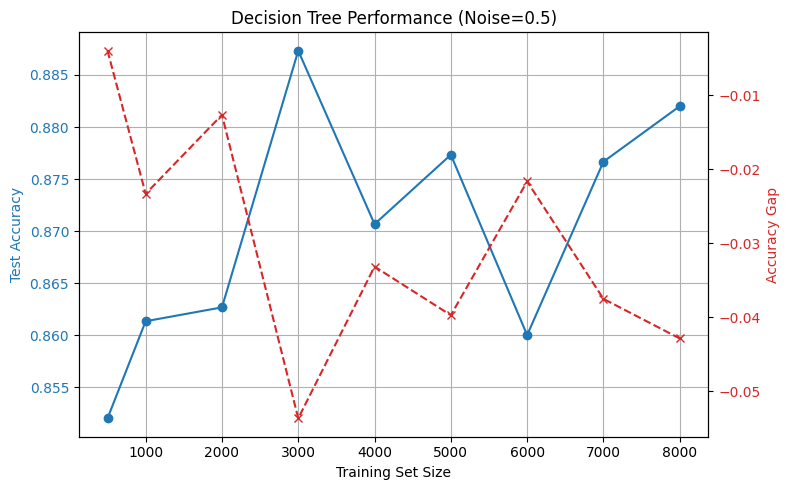 Decision Tree Performance (Noise=0.5)
Test Accuracy
0.885
0.880
0.875
0.870
0.865
0.860
0.855
1000 2000 3000 4000 5000 6000 7000 8000
Training Set Size
−0.01
−0.02
−0.03
−0.04
−0.05
Accuracy Gap